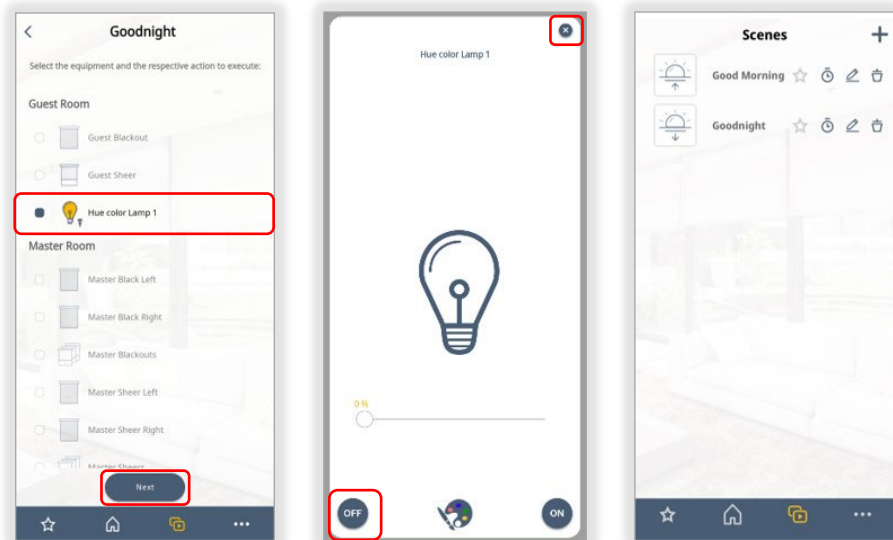 Goodnight
Select the equipment and the respective action to execute:
Guest Room
Guest Blackout
Guest Sheer
Hue color Lamp 1
Master Room
Master Black Left
Master Black Right
Master Blackouts
Master Sheer Left
Master Sheer Right
Master Sheers
Next
Hue color Lamp 1
0 %
OFF
ON
Scenes
Good Morning
Goodnight